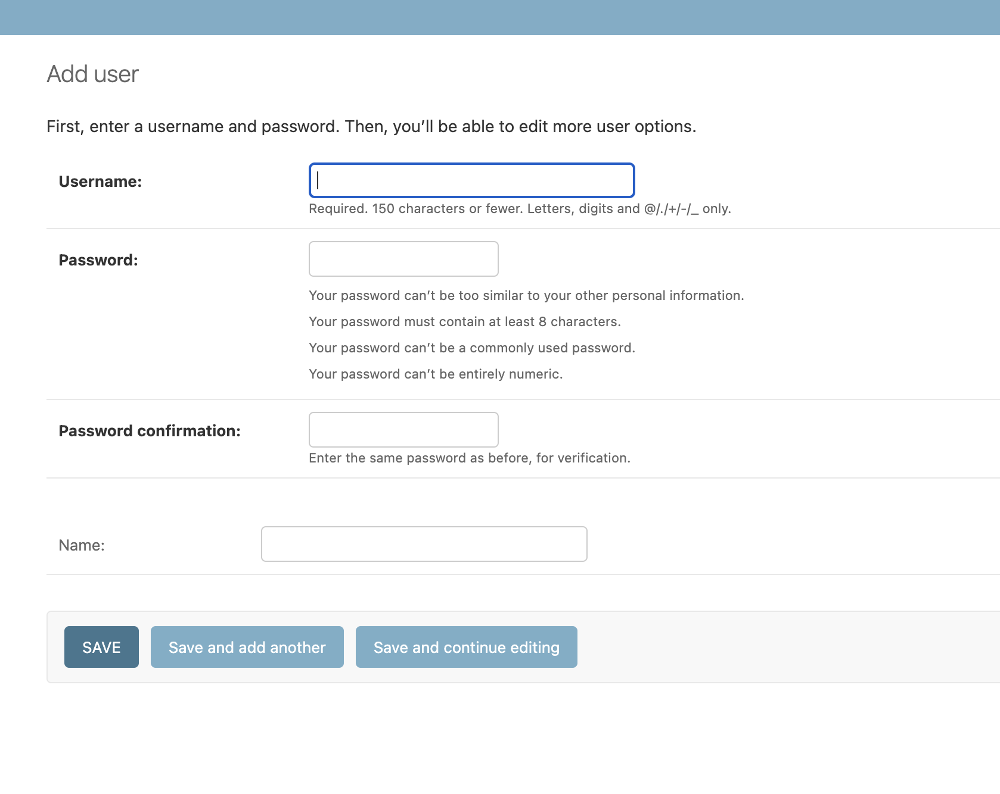 Add user
First, enter a username and password. Then, you’ll be able to edit more user options.
Username:
Required. 150 characters or fewer. Letters, digits and @/./+/-/_ only.
Password:
Your password can’t be too similar to your other personal information.
Your password must contain at least 8 characters.
Your password can’t be a commonly used password.
Your password can’t be entirely numeric.
Password confirmation:
Enter the same password as before, for verification.
Name:
SAVE Save and add another Save and continue editing